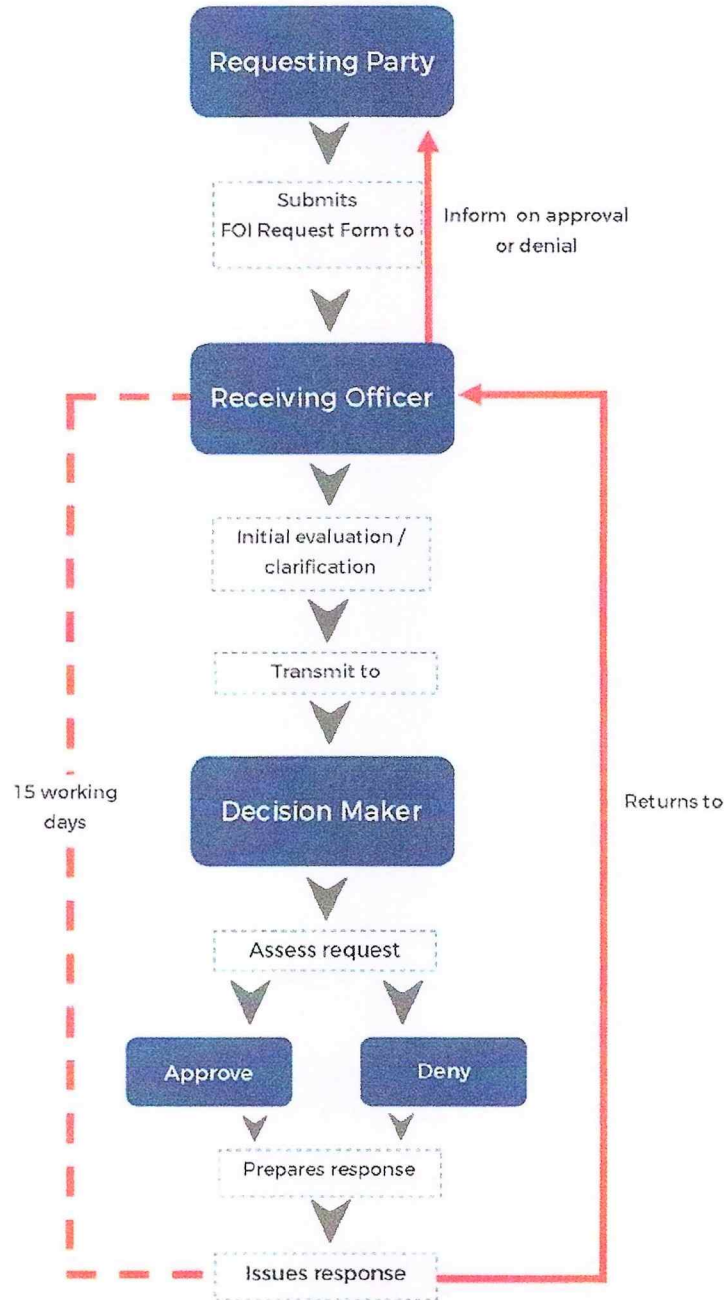 Requesting Party
Submits
FOI Request Form to
Inform on approval
or denial
Receiving Officer
Initial evaluation /
clarification
Transmit to
15 working
days
Decision Maker
Returns to
Assess request
Approve
Deny
Prepares response
Issues response